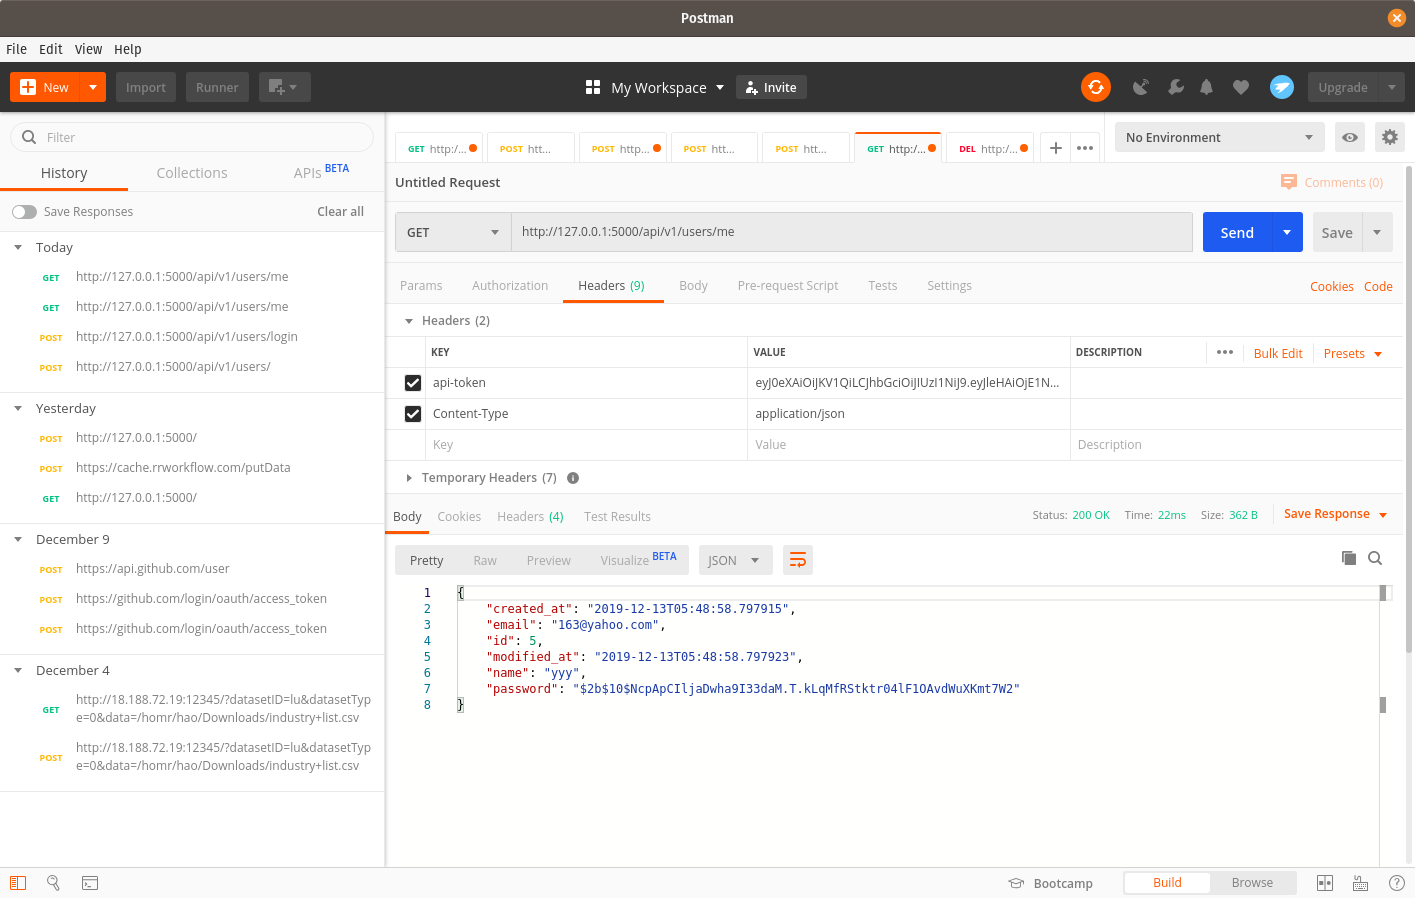 Postman
File Edit View Help
New Import Runner My Workspace Invite Upgrade
Filter
History Collections APIs BETA
Save Responses Clear all
Today
GET http://127.0.0.1:5000/api/v1/users/me
GET http://127.0.0.1:5000/api/v1/users/me
POST http://127.0.0.1:5000/api/v1/users/login
POST http://127.0.0.1:5000/api/v1/users/
Yesterday
POST http://127.0.0.1:5000/
POST https://cache.rrworkflow.com/putData
GET http://127.0.0.1:5000/
December 9
POST https://api.github.com/user
POST https://github.com/login/oauth/access_token
POST https://github.com/login/oauth/access_token
December 4
GET http://18.188.72.19:12345/?datasetID=lu&datasetTyp
e=0&data=/homr/hao/Downloads/industry+list.csv
POST http://18.188.72.19:12345/?datasetID=lu&datasetTyp
e=0&data=/homr/hao/Downloads/industry+list.csv
GET http:/... POST htt... POST http... POST htt... POST htt... GET http:/... DEL http:/... No Environment
Untitled Request Comments (0)
GET http://127.0.0.1:5000/api/v1/users/me Send Save
Params Authorization Headers (9) Body Pre-request Script Tests Settings Cookies Code
Headers (2)
KEY VALUE DESCRIPTION Bulk Edit Presets
api-token eyJ0eXAiOiJKV1QiLCJhbGciOiJIUzI1NiJ9.eyJleHAiOjE1N...
Content-Type application/json
Key Value Description
Temporary Headers (7)
Body Cookies Headers (4) Test Results Status: 200 OK Time: 22ms Size: 362 B Save Response
Pretty Raw Preview Visualize BETA JSON
1 {
2 "created_at": "2019-12-13T05:48:58.797915",
3 "email": "163@yahoo.com",
4 "id": 5,
5 "modified_at": "2019-12-13T05:48:58.797923",
6 "name": "yyy",
7 "password": "$2b$10$NcpApCIljaDwha9I33daM.T.kLqMfRStktr04lF1OAvdWuXKmt7W2"
8 }
Bootcamp Build Browse